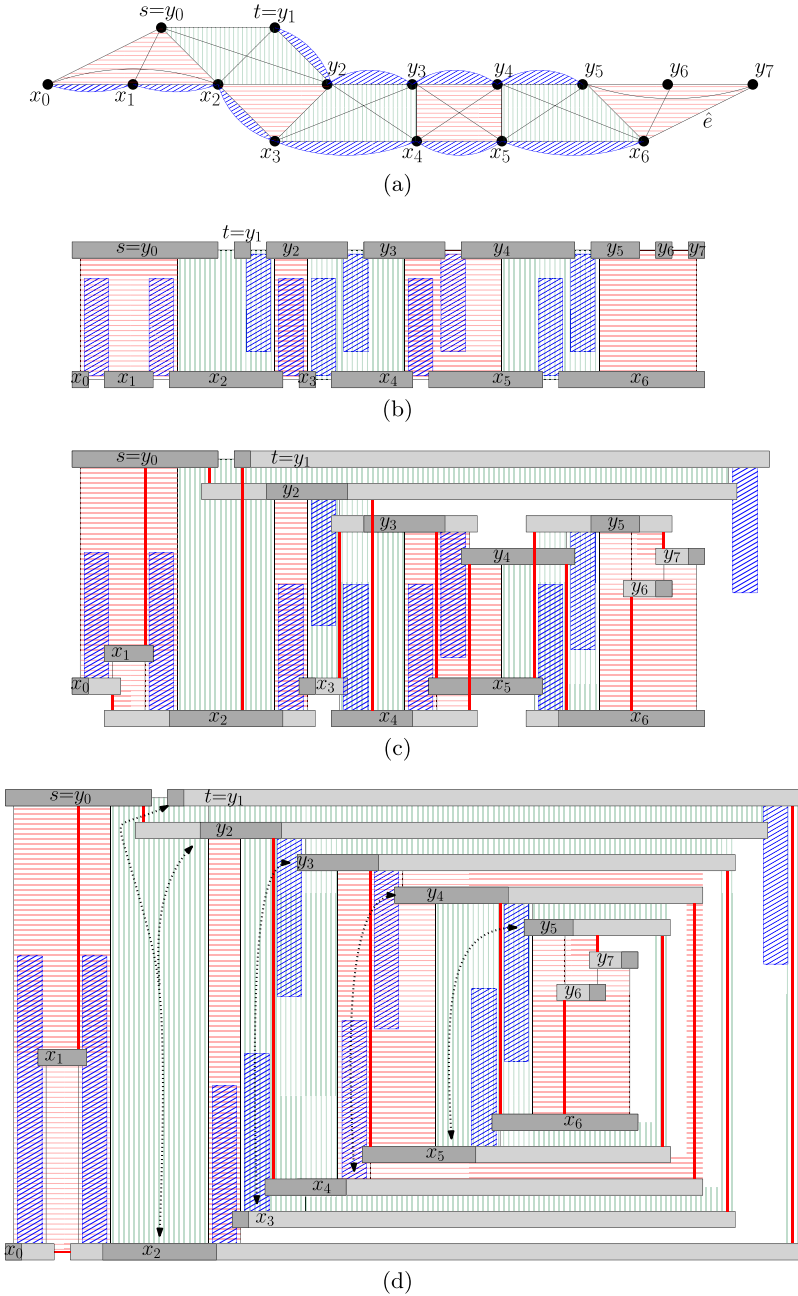 s=y₀ t=y₁
y₂ y₃ y₄ y₅ y₆ y₇
x₀ x₁ x₂
ê
x₃ x₄ x₅ x₆
(a)
t=y₁
s=y₀ y₂ y₃ y₄ y₅ y₆ y₇
x₀ x₁ x₂ x₃ x₄ x₅ x₆
(b)
s=y₀ t=y₁
y₂
y₃ y₅
y₄ y₇
y₆
x₁
x₀ x₃ x₅
x₂ x₄ x₆
(c)
s=y₀ t=y₁
y₂
y₃
y₄
y₅
y₇
y₆
x₁
x₆
x₅
x₄
x₃
x₀ x₂
(d)